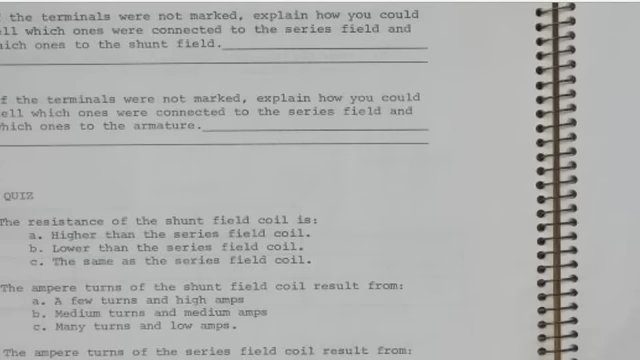 the terminals were not marked, explain how you could
which ones were connected to the series field and
ones to the shunt field.
the terminals were not marked, explain how you could
which ones were connected to the series field and
which ones to the armature.
QUIZ
The resistance of the shunt field coil is:
a. Higher than the series field coil.
b. Lower than the series field coil.
c. The same as the series field coil.
The ampere turns of the shunt field coil result from:
a. A few turns and high amps
b. Medium turns and medium amps
c. Many turns and low amps.
The ampere turns of the series field coil result from: